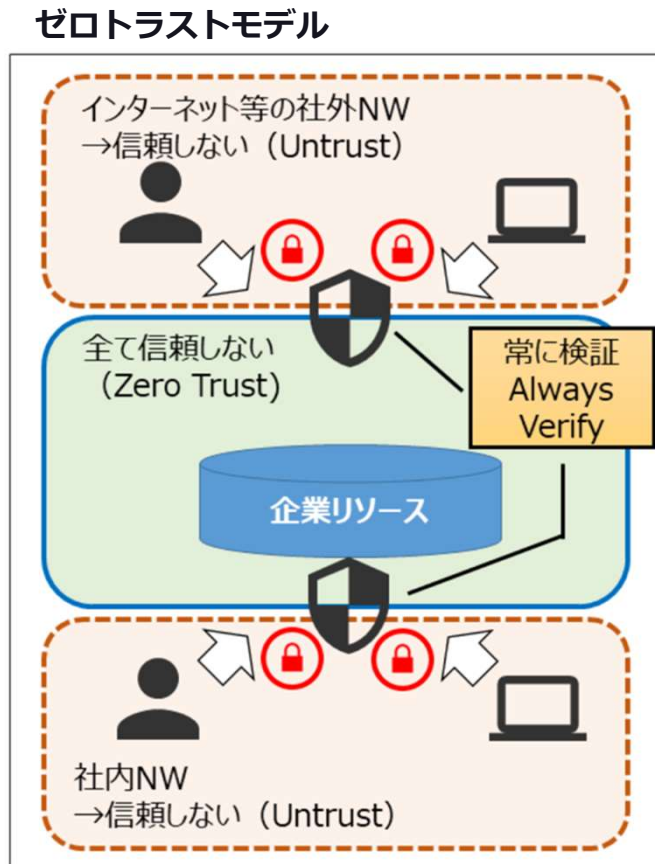 ゼロトラストモデル
インターネット等の社外NW
→信頼しない（Untrust）
全て信頼しない
（Zero Trust）
常に検証
Always
Verify
企業リソース
社内NW
→信頼しない（Untrust）